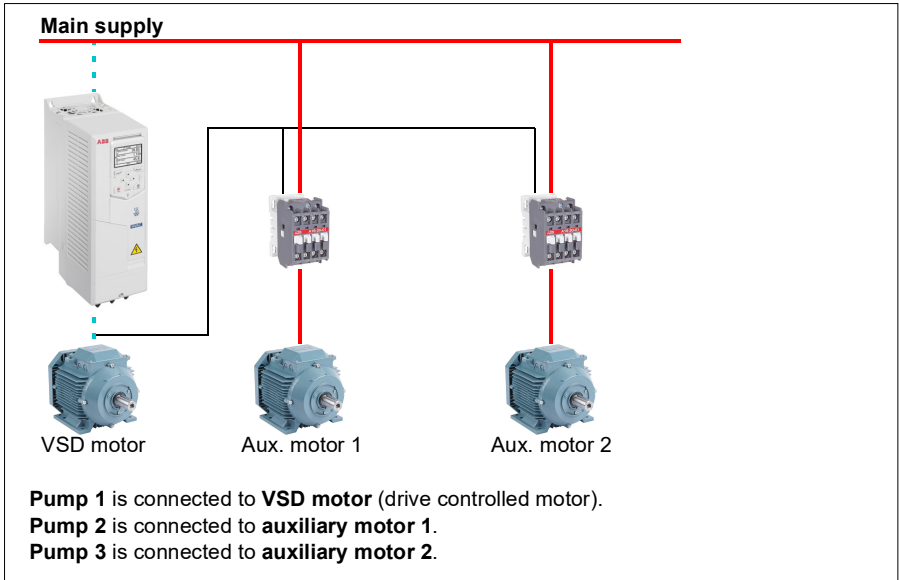 Main supply
ABB
VSD motor
Aux. motor 1
Aux. motor 2
Pump 1 is connected to VSD motor (drive controlled motor).
Pump 2 is connected to auxiliary motor 1.
Pump 3 is connected to auxiliary motor 2.